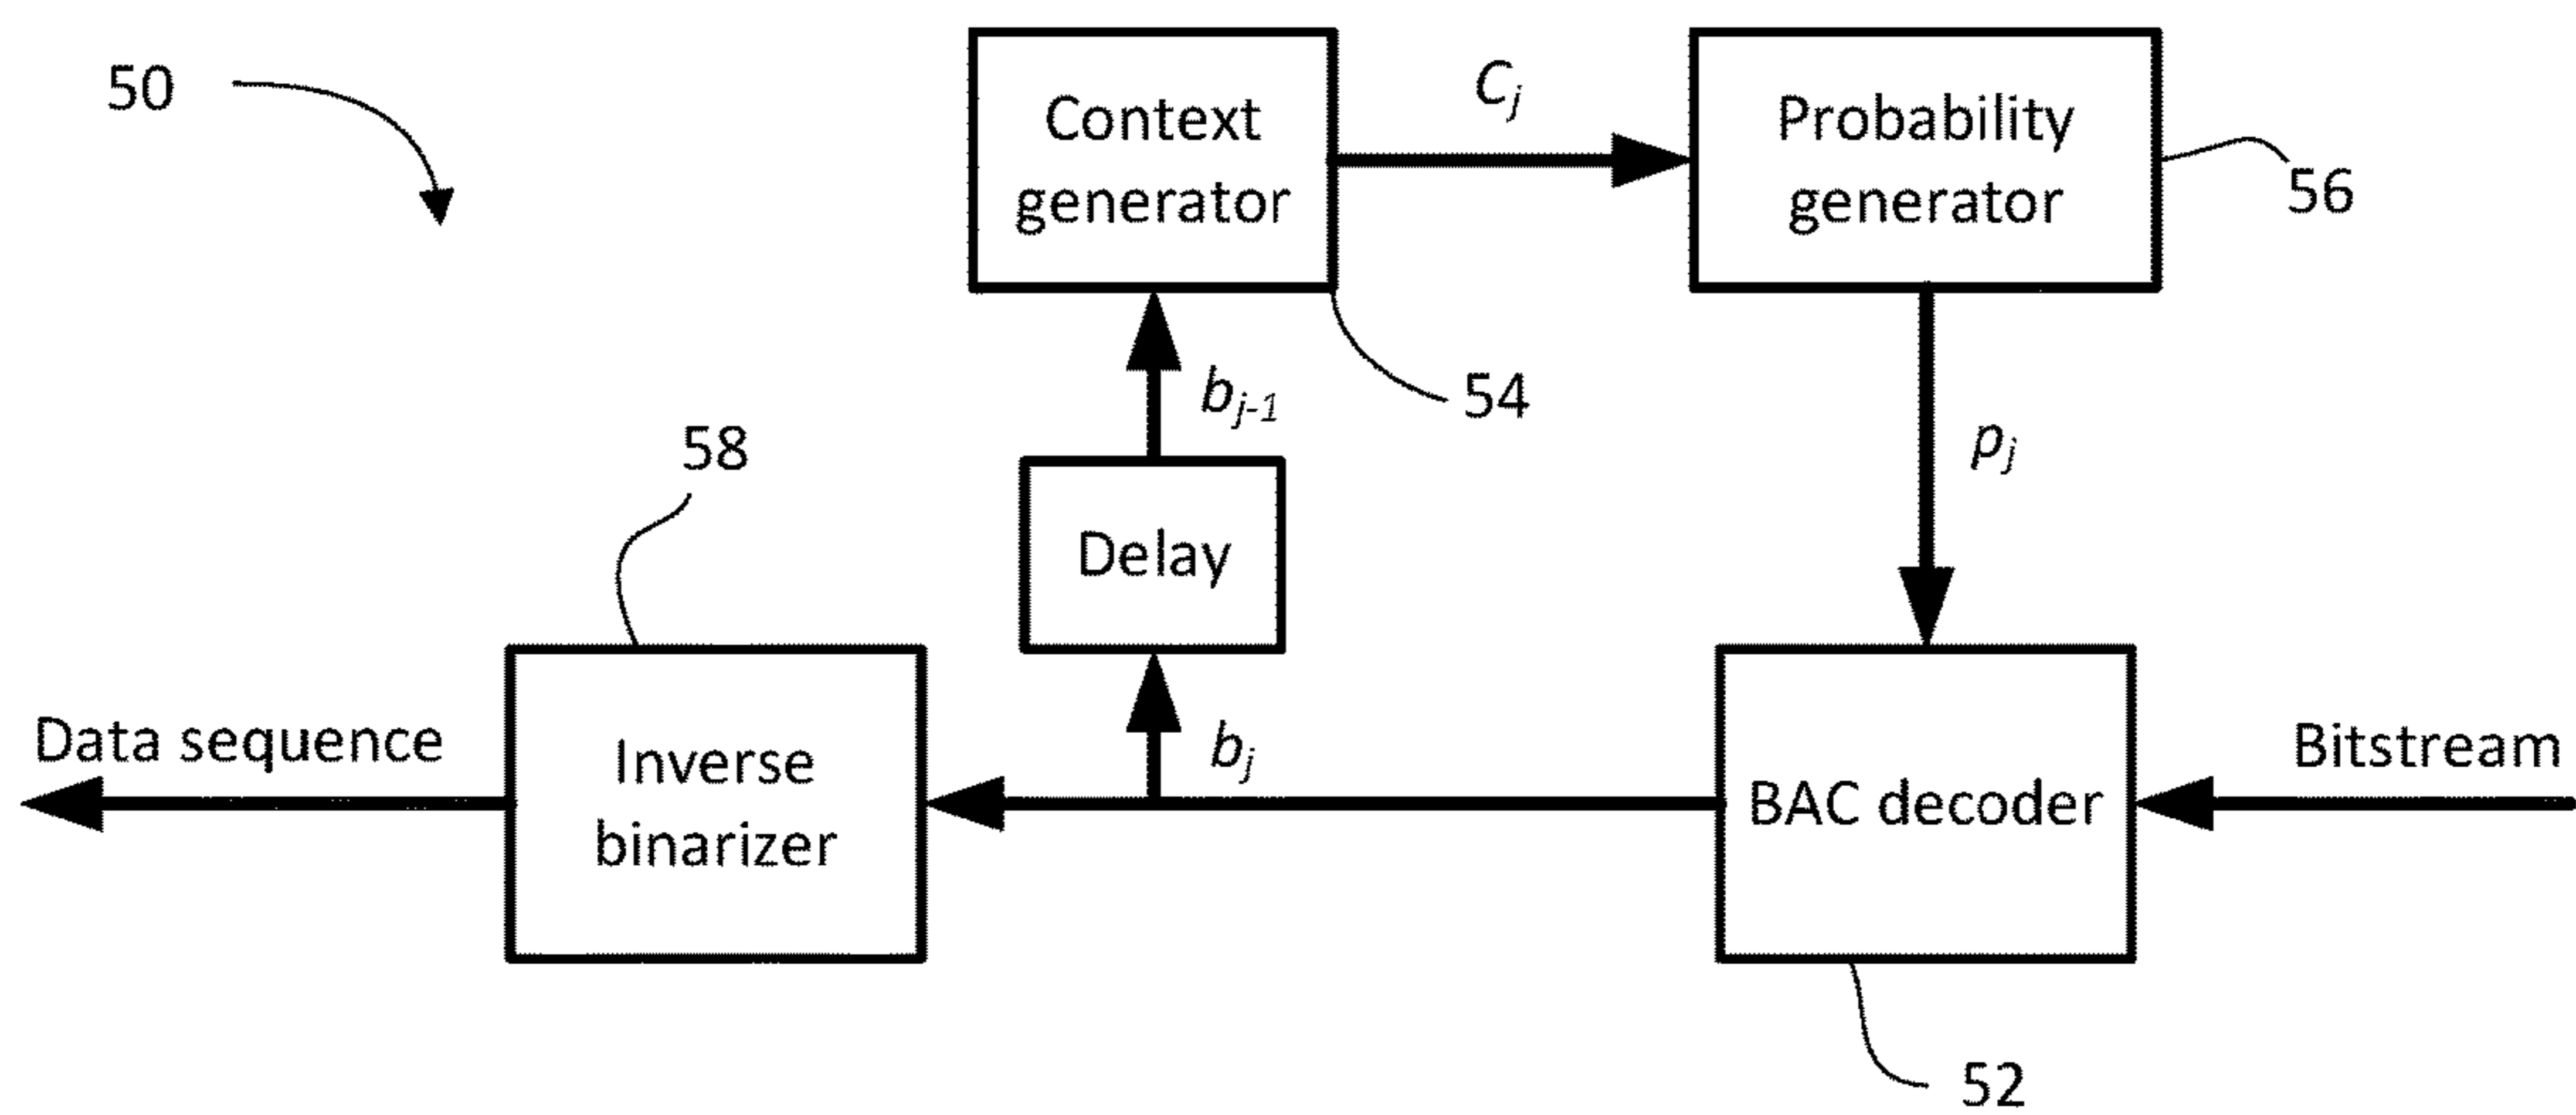 50
Context
generator
C_j
Probability
generator
56
b_{j-1}
54
p_j
58
Delay
Data sequence
Inverse
binarizer
b_j
BAC decoder
Bitstream
52